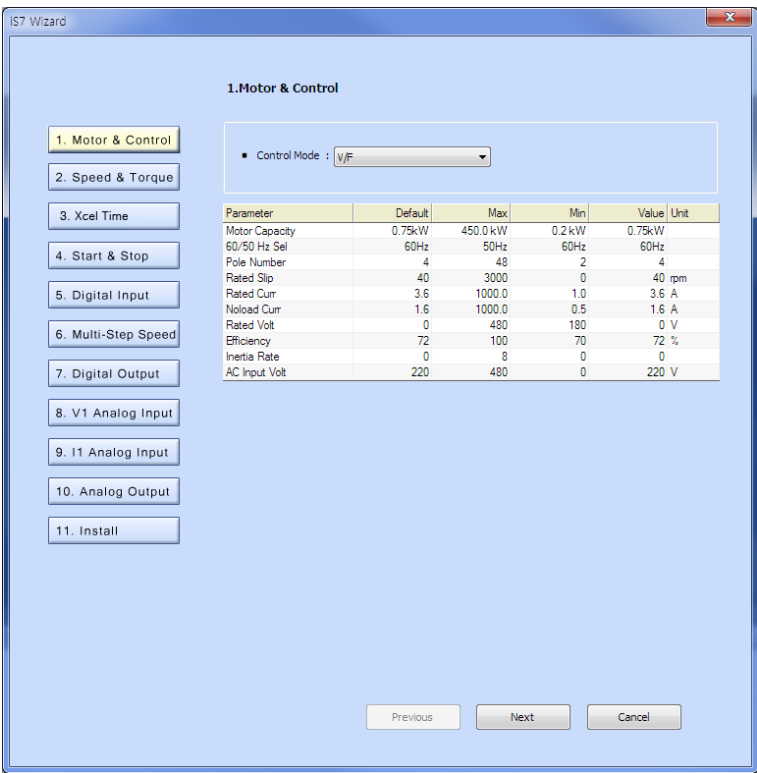 iS7 Wizard
1.Motor & Control
1. Motor & Control
2. Speed & Torque
3. Xcel Time
4. Start & Stop
5. Digital Input
6. Multi-Step Speed
7. Digital Output
8. V1 Analog Input
9. I1 Analog Input
10. Analog Output
11. Install
Control Mode : V/F
Parameter Default Max Min Value Unit
Motor Capacity 0.75kW 450.0 kW 0.2 kW 0.75kW
60/50 Hz Sel 60Hz 50Hz 60Hz 60Hz
Pole Number 4 48 2 4
Rated Slip 40 3000 0 40 rpm
Rated Curr 3.6 1000.0 1.0 3.6 A
Noload Curr 1.6 1000.0 0.5 1.6 A
Rated Volt 0 480 180 0 V
Efficiency 72 100 70 72 %
Inertia Rate 0 8 0 0
AC Input Volt 220 480 0 220 V
Previous Next Cancel